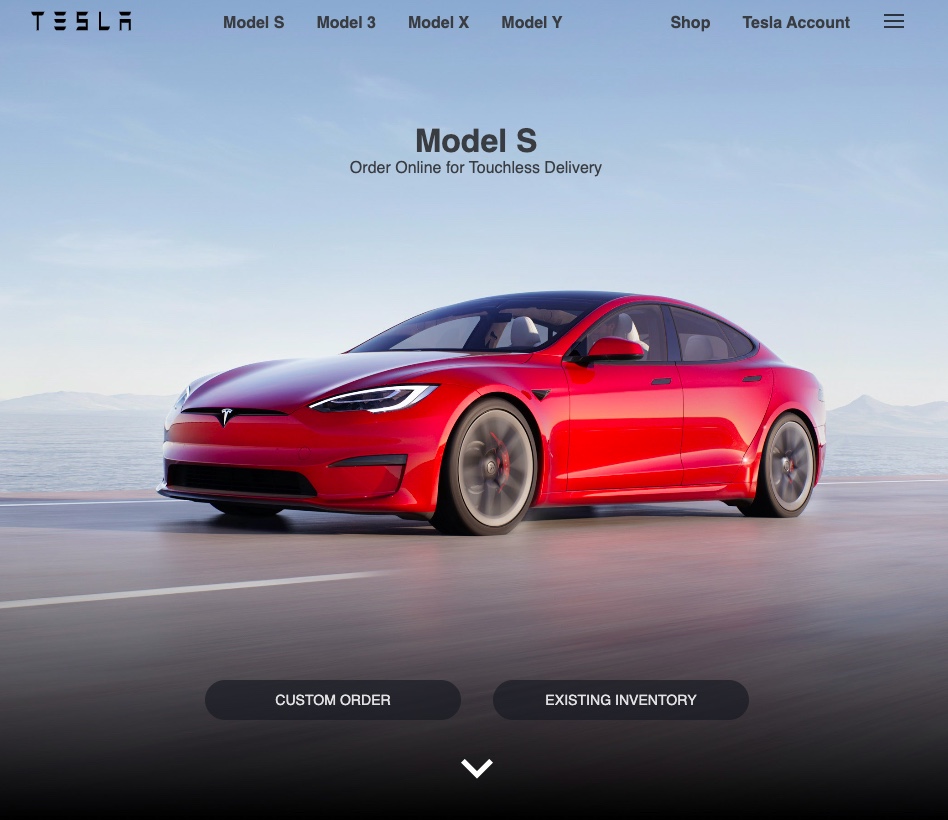 TESLA
Model S Model 3 Model X Model Y Shop Tesla Account
Model S
Order Online for Touchless Delivery
CUSTOM ORDER EXISTING INVENTORY